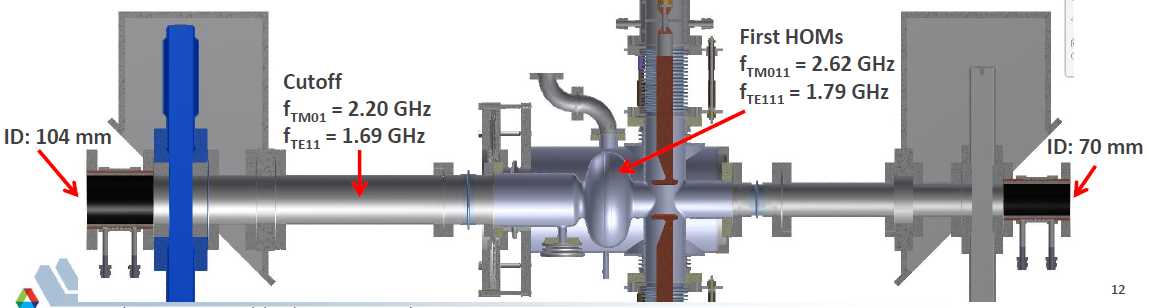 First HOMs
fTM011 = 2.62 GHz
fTE111 = 1.79 GHz
Cutoff
fTM01 = 2.20 GHz
fTE11 = 1.69 GHz
ID: 104 mm
ID: 70 mm
12